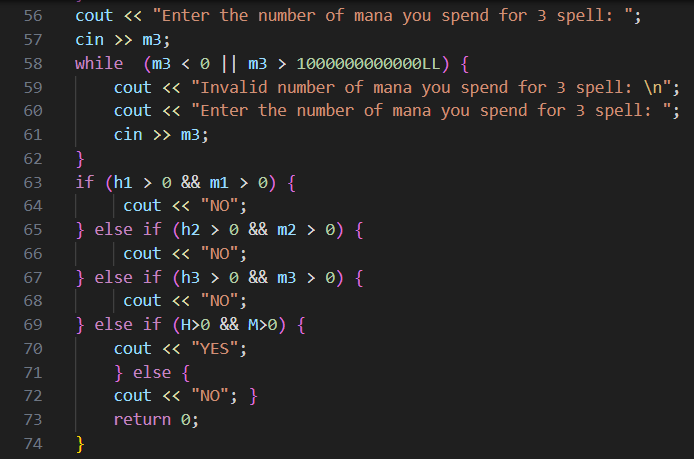 56 cout << "Enter the number of mana you spend for 3 spell: ";
57 cin >> m3;
58 while  (m3 < 0 || m3 > 1000000000000LL) {
59     cout << "Invalid number of mana you spend for 3 spell: \n";
60     cout << "Enter the number of mana you spend for 3 spell: ";
61     cin >> m3;
62 }
63 if (h1 > 0 && m1 > 0) {
64      cout << "NO";
65 } else if (h2 > 0 && m2 > 0) {
66      cout << "NO";
67 } else if (h3 > 0 && m3 > 0) {
68      cout << "NO";
69 } else if (H>0 && M>0) {
70     cout << "YES";
71     } else {
72     cout << "NO"; }
73     return 0;
74 }